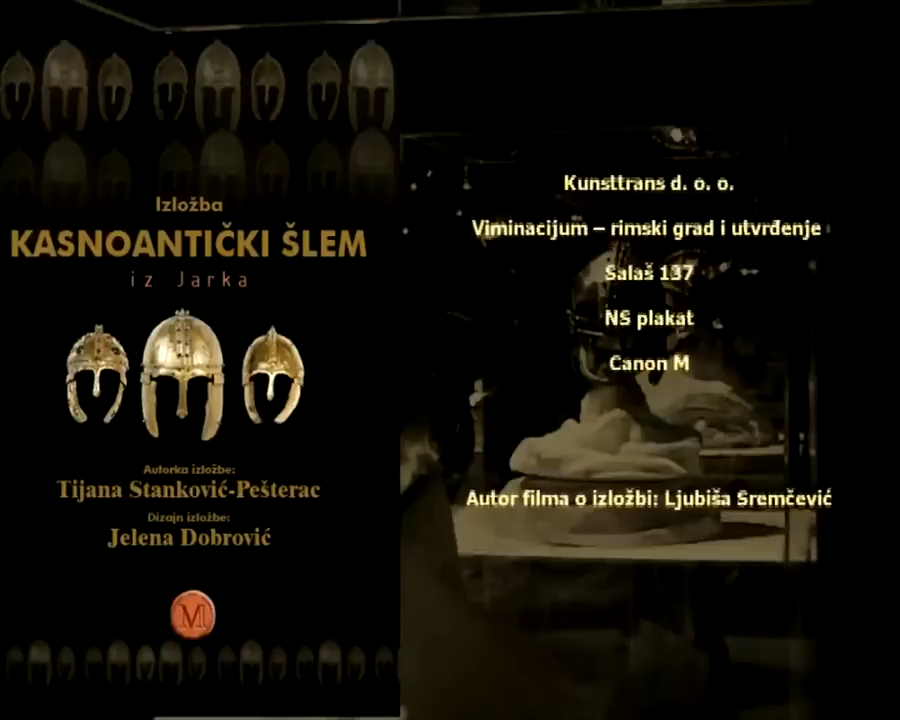 Izložba
KASNOANTIČKI ŠLEM
iz Jarka
Autorka izložbe:
Tijana Stanković-Pešterac
Dizajn izložbe:
Jelena Dobrović
M
Kunsttrans d. o. o.
Viminacijum – rimski grad i utvrđenje
Salaš 137
NS plakat
Canon M
Autor filma o izložbi: Ljubiša Sremčević